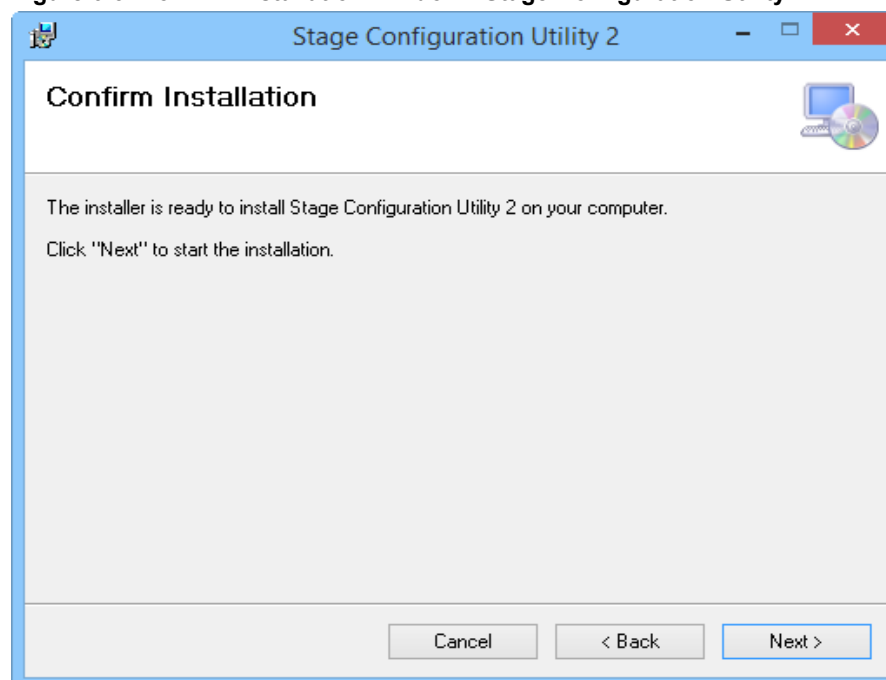 Stage Configuration Utility 2
Confirm Installation
The installer is ready to install Stage Configuration Utility 2 on your computer.
Click "Next" to start the installation.
Cancel
< Back
Next >